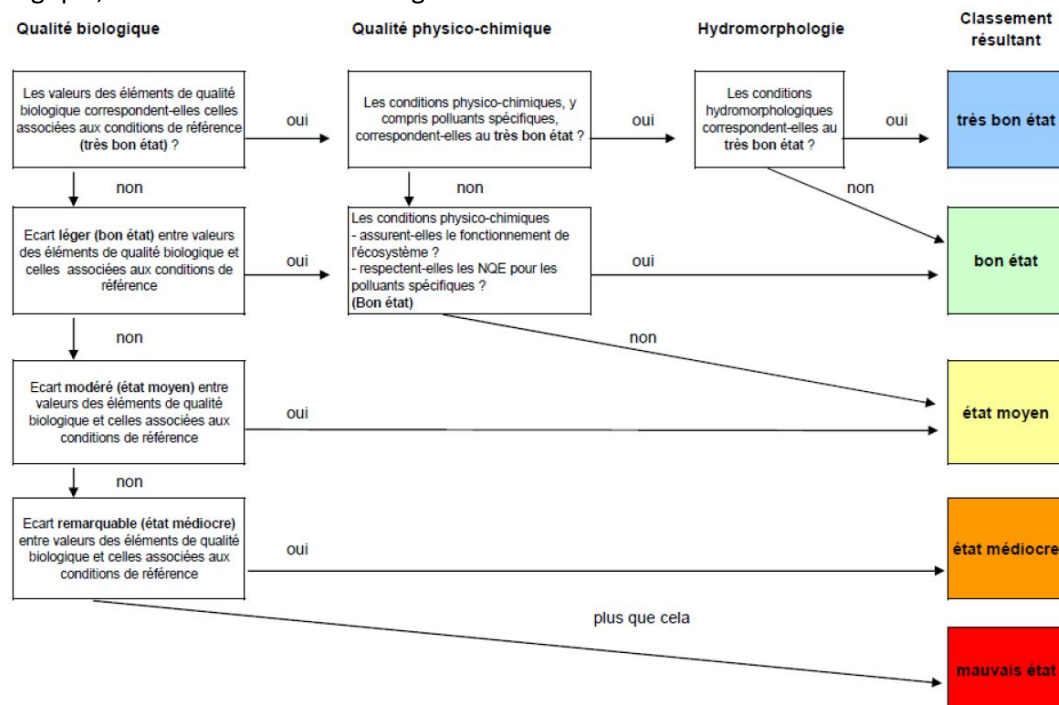 Qualité biologique
Qualité physico-chimique
Hydromorphologie
Classement
résultant
Les valeurs des éléments de qualité
biologique correspondent-elles celles
associées aux conditions de référence
(très bon état) ?
oui
Les conditions physico-chimiques, y
compris polluants spécifiques,
correspondent-elles au très bon état ?
oui
Les conditions
hydromorphologiques
correspondent-elles au
très bon état ?
oui
très bon état
non
non
non
Ecart léger (bon état) entre valeurs
des éléments de qualité biologique et
celles associées aux conditions de
référence
oui
Les conditions physico-chimiques
- assurent-elles le fonctionnement de
l'écosystème ?
- respectent-elles les NQE pour les
polluants spécifiques ?
(Bon état)
oui
bon état
non
non
Ecart modéré (état moyen) entre
valeurs des éléments de qualité
biologique et celles associées aux
conditions de référence
oui
état moyen
non
Ecart remarquable (état médiocre)
entre valeurs des éléments de qualité
biologique et celles associées aux
conditions de référence
oui
état médiocre
plus que cela
mauvais état